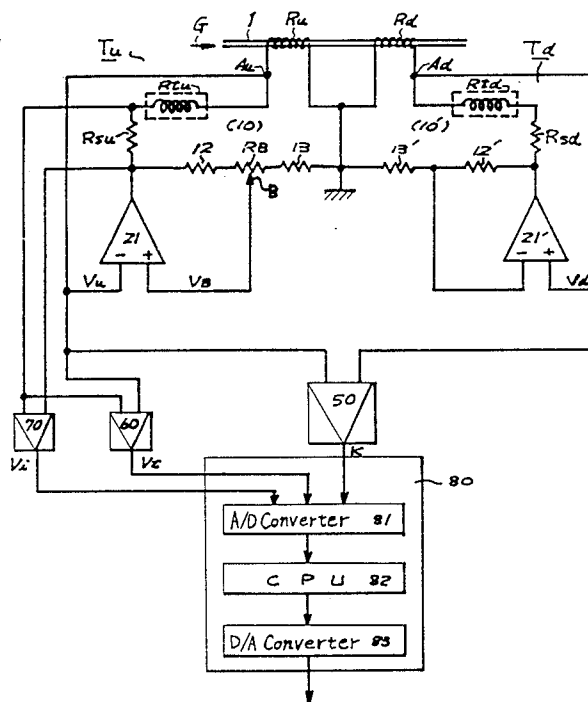 G 1 Ru Rd
Tu Td
Au Ad
Rtu Rtd
(10) (10')
Rsu 12 RB 13 13' 12' Rsd
B
21 21'
- + - +
Vu VB Vd
70 60 50
Vi Vt K
80
A/D Converter 81
C P U 82
D/A Converter 83